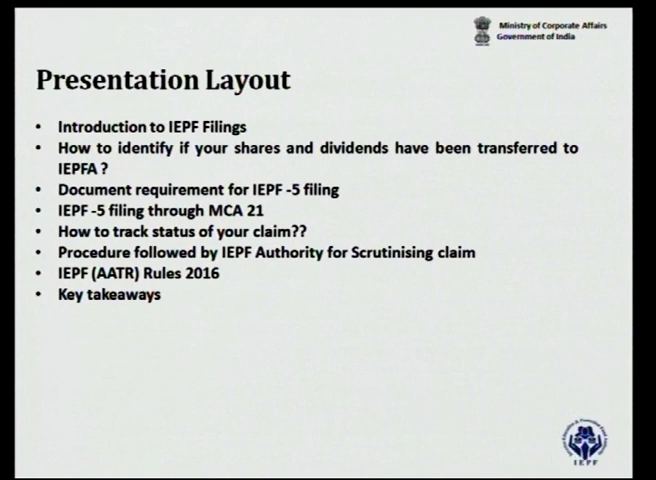 Ministry of Corporate Affairs
Government of India
Presentation Layout
• Introduction to IEPF Filings
• How to identify if your shares and dividends have been transferred to
IEPFA ?
• Document requirement for IEPF -5 filing
• IEPF -5 filing through MCA 21
• How to track status of your claim??
• Procedure followed by IEPF Authority for Scrutinising claim
• IEPF (AATR) Rules 2016
• Key takeaways
IEPF